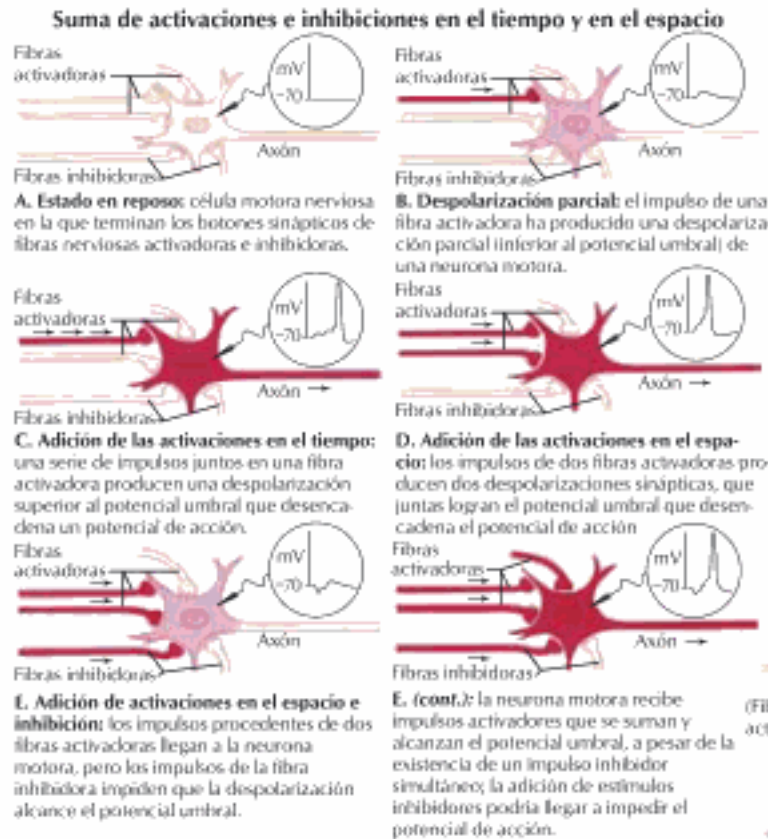 Suma de activaciones e inhibiciones en el tiempo y en el espacio
Fibras
activadoras
mV
−70
Axón
Fibras inhibidoras
A. Estado en reposo: célula motora nerviosa
en la que terminan los botones sinápticos de
fibras nerviosas activadoras e inhibidoras.
Fibras
activadoras
mV
−70
Axón
Fibras inhibidoras
B. Despolarización parcial: el impulso de una
fibra activadora ha producido una despolariza-
ción parcial (inferior al potencial umbral) de
una neurona motora.
Fibras
activadoras
mV
−70
Axón
Fibras inhibidoras
C. Adición de las activaciones en el tiempo:
una serie de impulsos juntos en una fibra
activadora producen una despolarización
superior al potencial umbral que desenca-
dena un potencial de acción.
Fibras
activadoras
mV
−70
Axón
Fibras inhibidoras
D. Adición de las activaciones en el espa-
cio: los impulsos de dos fibras activadoras pro-
ducen dos despolarizaciones sinápticas, que
juntas logran el potencial umbral que desen-
cadena el potencial de acción
Fibras
activadoras
mV
−70
Axón
Fibras inhibidoras
E. Adición de activaciones en el espacio e
inhibición: los impulsos procedentes de dos
fibras activadoras llegan a la neurona
motora, pero los impulsos de la fibra
inhibidora impiden que la despolarización
alcance el potencial umbral.
Fibras
activadoras
mV
−70
Axón
Fibras inhibidoras
E. (cont.): la neurona motora recibe
impulsos activadores que se suman y
alcanzan el potencial umbral, a pesar de la
existencia de un impulso inhibidor
simultáneo; la adición de estímulos
inhibidores podría llegar a impedir el
potencial de acción.